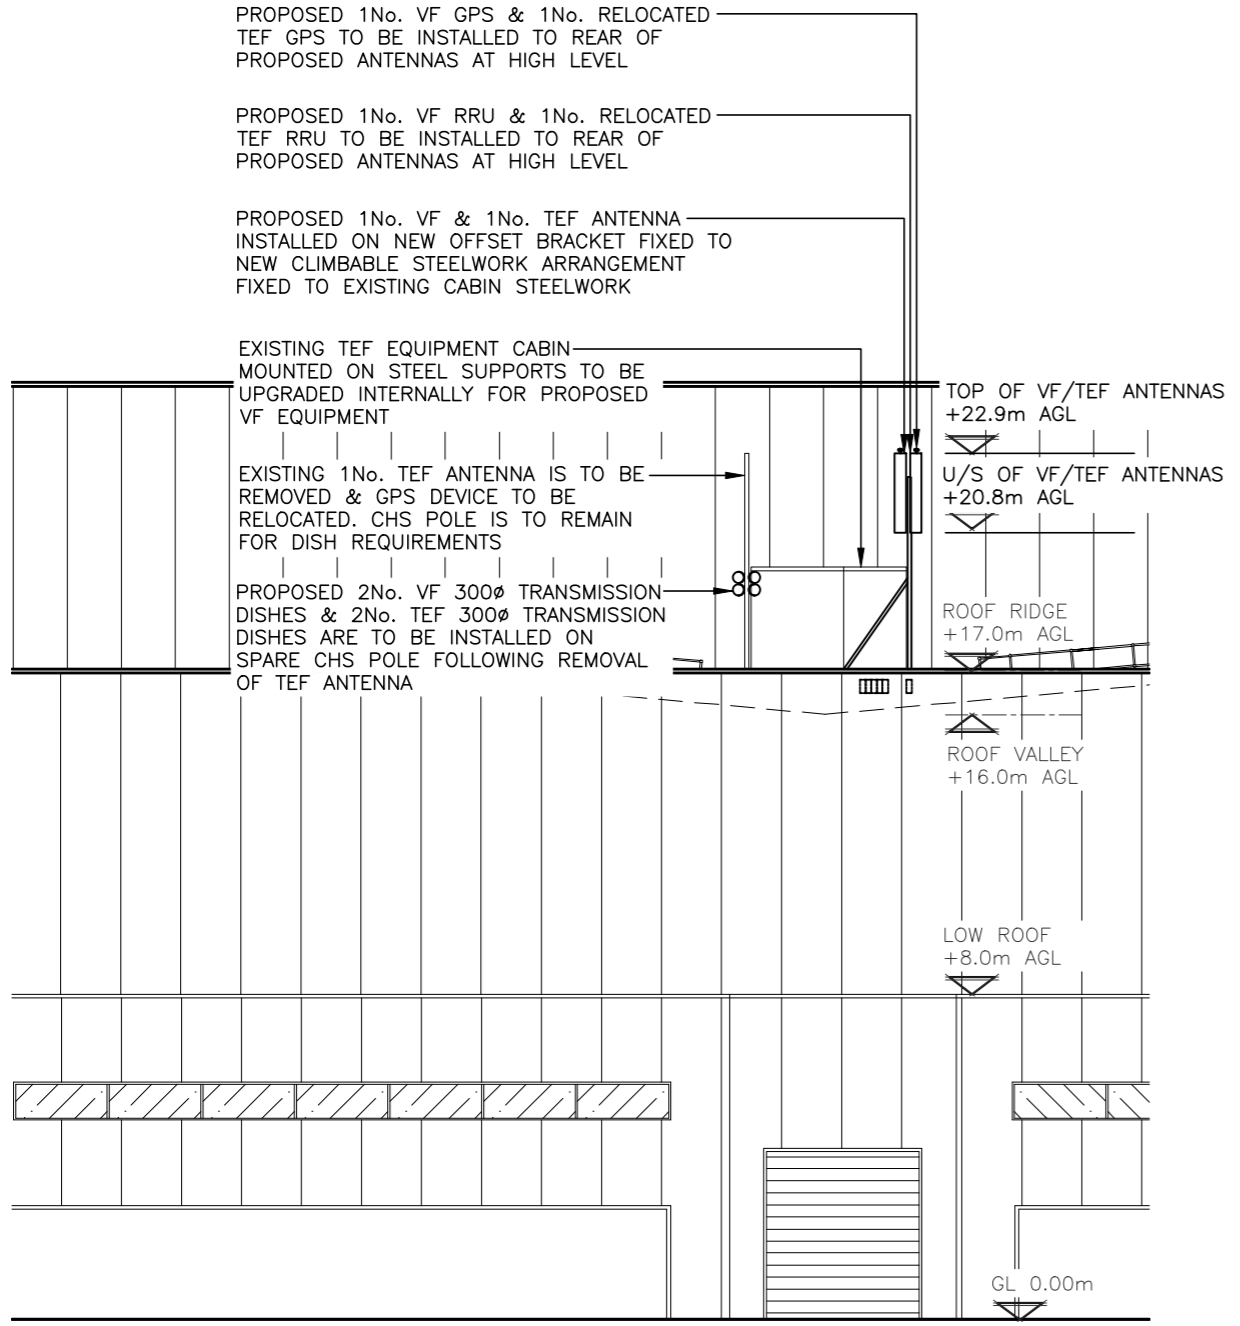 PROPOSED 1No. VF GPS & 1No. RELOCATED
TEF GPS TO BE INSTALLED TO REAR OF
PROPOSED ANTENNAS AT HIGH LEVEL
PROPOSED 1No. VF RRU & 1No. RELOCATED
TEF RRU TO BE INSTALLED TO REAR OF
PROPOSED ANTENNAS AT HIGH LEVEL
PROPOSED 1No. VF & 1No. TEF ANTENNA
INSTALLED ON NEW OFFSET BRACKET FIXED TO
NEW CLIMBABLE STEELWORK ARRANGEMENT
FIXED TO EXISTING CABIN STEELWORK
EXISTING TEF EQUIPMENT CABIN
MOUNTED ON STEEL SUPPORTS TO BE
UPGRADED INTERNALLY FOR PROPOSED
VF EQUIPMENT
EXISTING 1No. TEF ANTENNA IS TO BE
REMOVED & GPS DEVICE TO BE
RELOCATED. CHS POLE IS TO REMAIN
FOR DISH REQUIREMENTS
PROPOSED 2No. VF 300ø TRANSMISSION
DISHES & 2No. TEF 300ø TRANSMISSION
DISHES ARE TO BE INSTALLED ON
SPARE CHS POLE FOLLOWING REMOVAL
OF TEF ANTENNA
TOP OF VF/TEF ANTENNAS
+22.9m AGL
U/S OF VF/TEF ANTENNAS
+20.8m AGL
ROOF RIDGE
+17.0m AGL
ROOF VALLEY
+16.0m AGL
LOW ROOF
+8.0m AGL
GL 0.00m